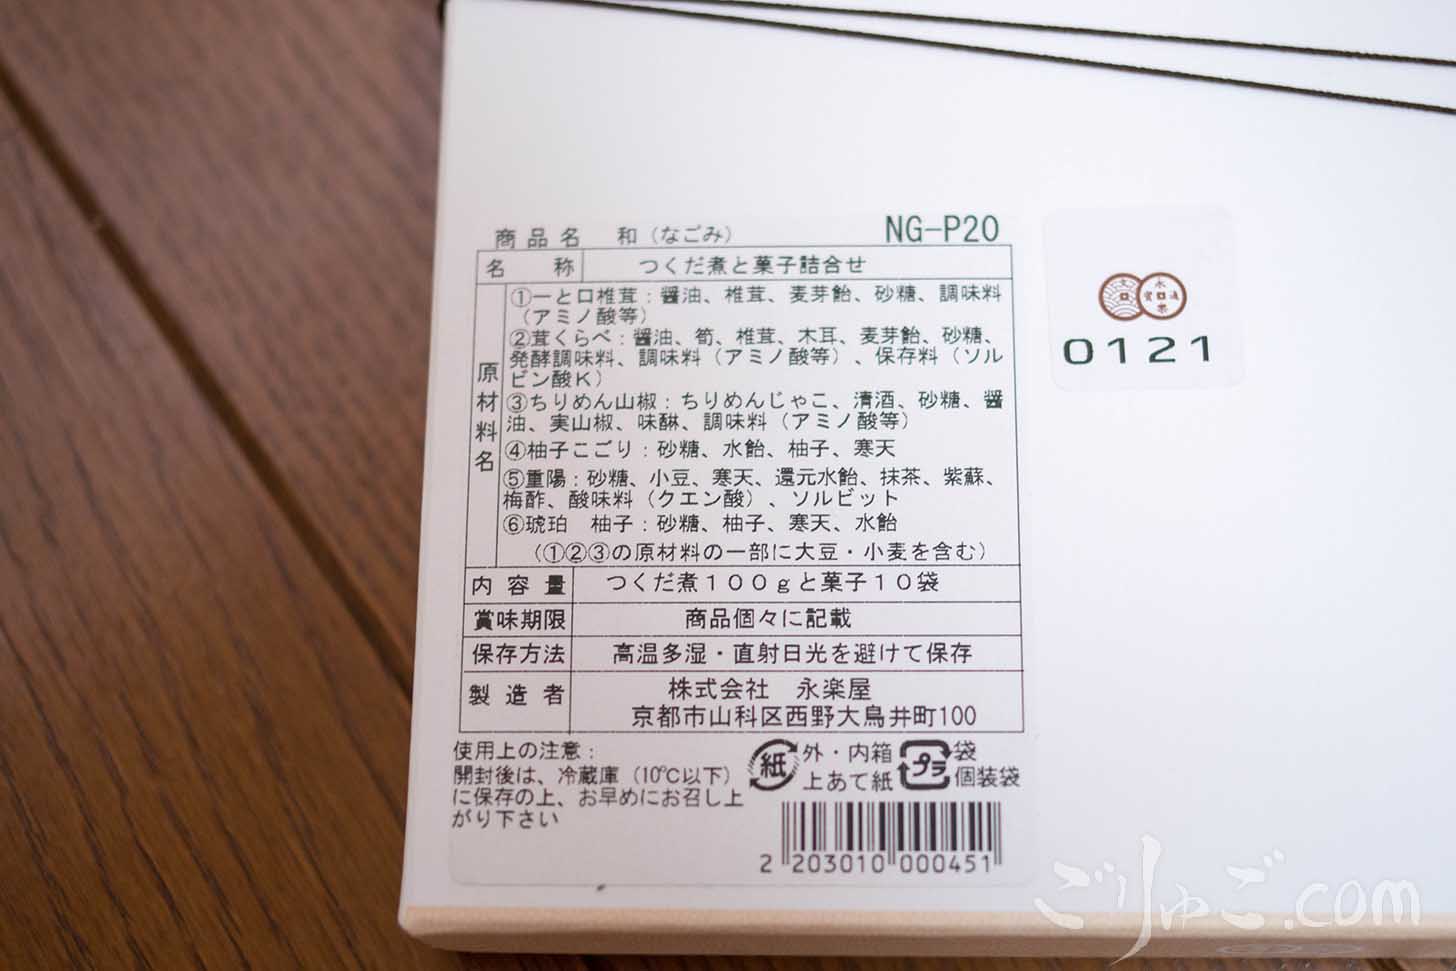 商品名 和(なごみ) NG-P20
名称 つくだ煮と菓子詰合せ
原材料名
①一と口椎茸:醤油、椎茸、麦芽飴、砂糖、調味料
(アミノ酸等)
②茸くらべ:醤油、筍、椎茸、木耳、麦芽飴、砂糖、
発酵調味料、調味料(アミノ酸等)、保存料(ソル
ビン酸K)
③ちりめん山椒:ちりめんじゃこ、清酒、砂糖、醤
油、実山椒、味醂、調味料(アミノ酸等)
④柚子こごり:砂糖、水飴、柚子、寒天
⑤重陽:砂糖、小豆、寒天、還元水飴、抹茶、紫蘇、
梅酢、酸味料(クエン酸)、ソルビット
⑥琥珀 柚子:砂糖、柚子、寒天、水飴
(①②③の原材料の一部に大豆・小麦を含む)
内容量 つくだ煮100gと菓子10袋
賞味期限 商品個々に記載
保存方法 高温多湿・直射日光を避けて保存
製造者 株式会社 永楽屋
京都市山科区西野大鳥井町100
使用上の注意:
開封後は、冷蔵庫(10℃以下)
に保存の上、お早めにお召し上
がり下さい
紙 外・内箱
上あて紙
プラ 袋
個装袋
2 203010 000451
0121
ごりゅご.com